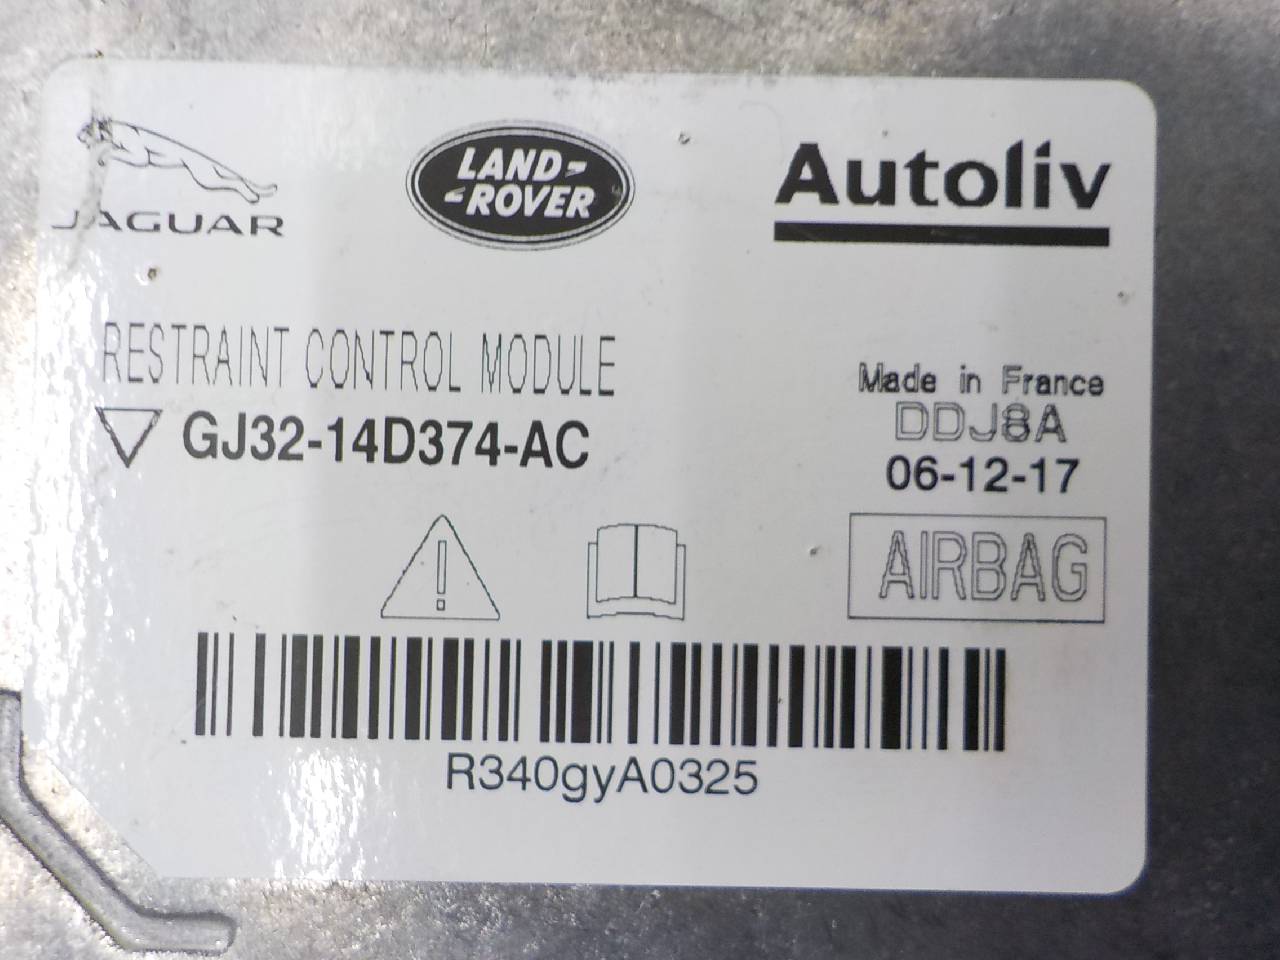 JAGUAR
LAND-
-ROVER
Autoliv
RESTRAINT CONTROL MODULE
GJ32-14D374-AC
Made in France
DDJ8A
06-12-17
AIRBAG
R340gyA0325